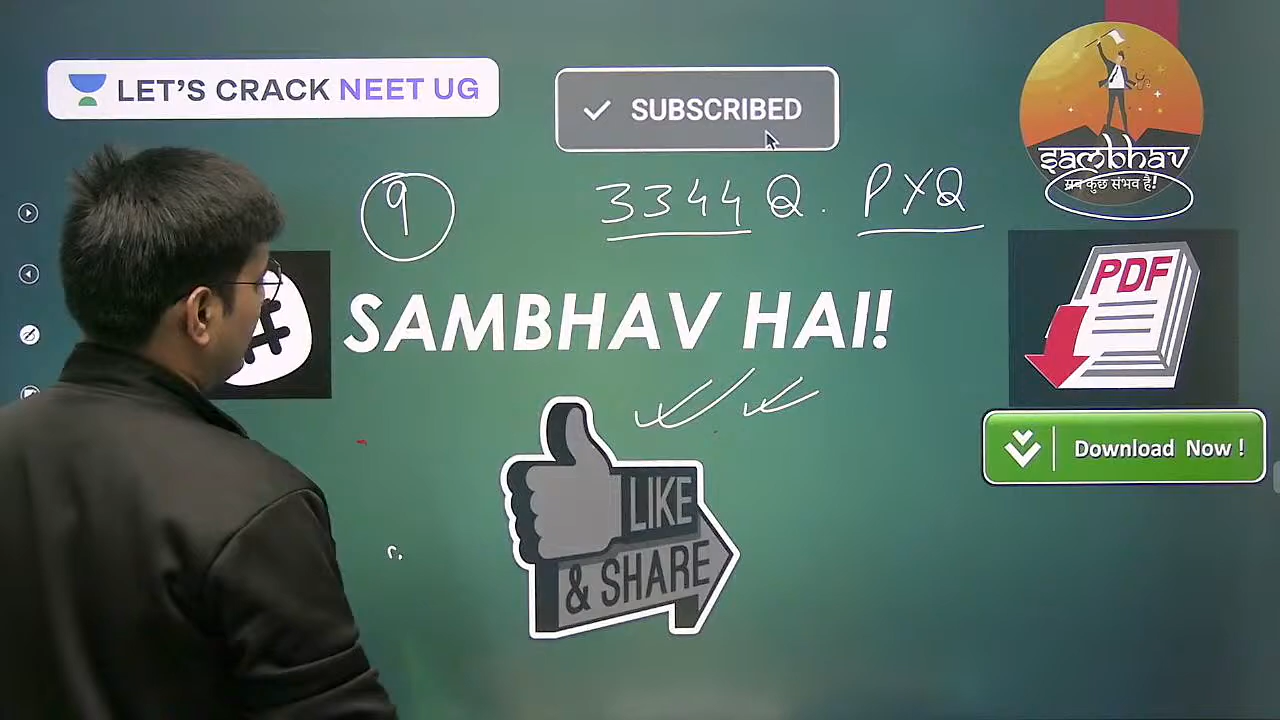 LET'S CRACK NEET UG
SUBSCRIBED
sambhav
सब कुछ संभव है!
9
3344 Q. PYQ
# SAMBHAV HAI!
PDF
LIKE
& SHARE
Download Now !